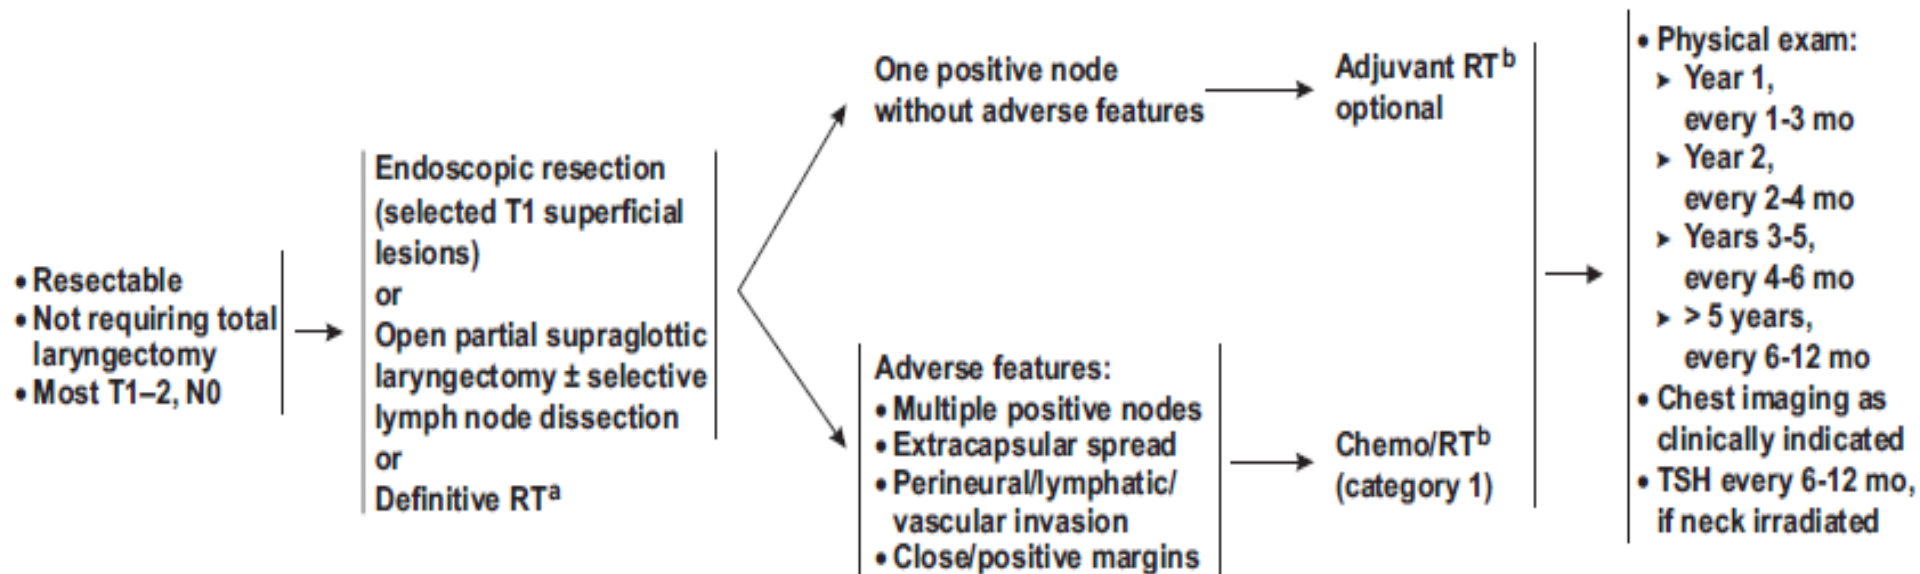 • Resectable
• Not requiring total
laryngectomy
• Most T1–2, N0
Endoscopic resection
(selected T1 superficial
lesions)
or
Open partial supraglottic
laryngectomy ± selective
lymph node dissection
or
Definitive RTᵃ
One positive node
without adverse features
Adjuvant RTᵇ
optional
Adverse features:
• Multiple positive nodes
• Extracapsular spread
• Perineural/lymphatic/
vascular invasion
• Close/positive margins
Chemo/RTᵇ
(category 1)
• Physical exam:
➤ Year 1,
every 1-3 mo
➤ Year 2,
every 2-4 mo
➤ Years 3-5,
every 4-6 mo
➤ > 5 years,
every 6-12 mo
• Chest imaging as
clinically indicated
• TSH every 6-12 mo,
if neck irradiated